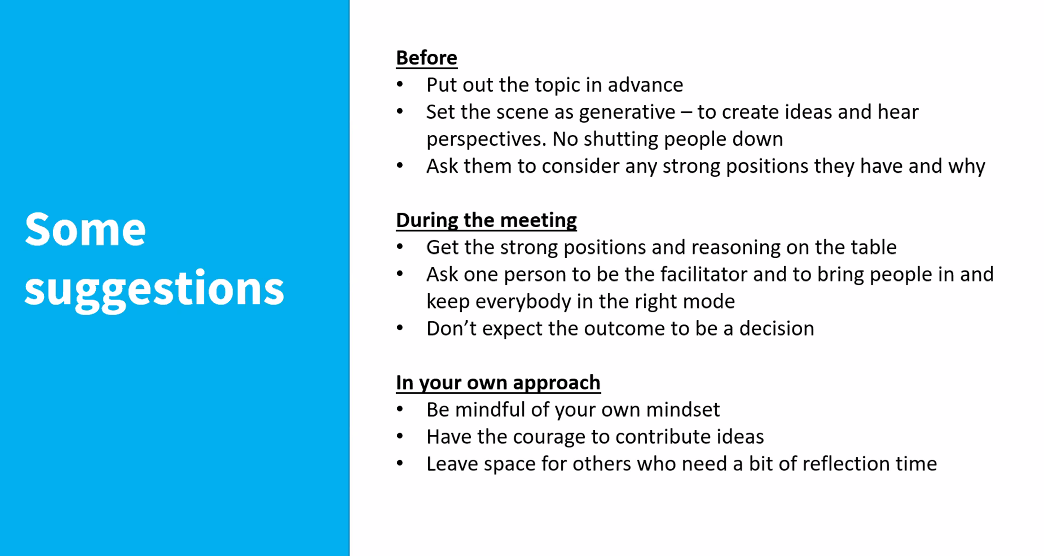 Some
suggestions
Before
• Put out the topic in advance
• Set the scene as generative – to create ideas and hear
perspectives. No shutting people down
• Ask them to consider any strong positions they have and why
During the meeting
• Get the strong positions and reasoning on the table
• Ask one person to be the facilitator and to bring people in and
keep everybody in the right mode
• Don’t expect the outcome to be a decision
In your own approach
• Be mindful of your own mindset
• Have the courage to contribute ideas
• Leave space for others who need a bit of reflection time